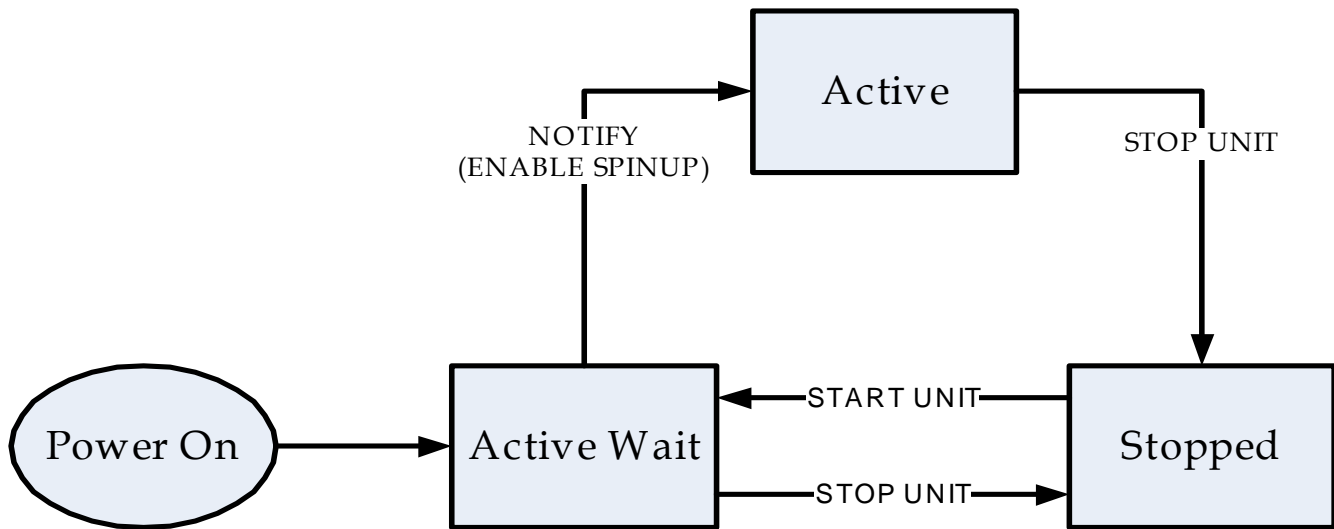 Active
NOTIFY
(ENABLE SPINUP)
STOP UNIT
Power On
Active Wait
START UNIT
STOP UNIT
Stopped